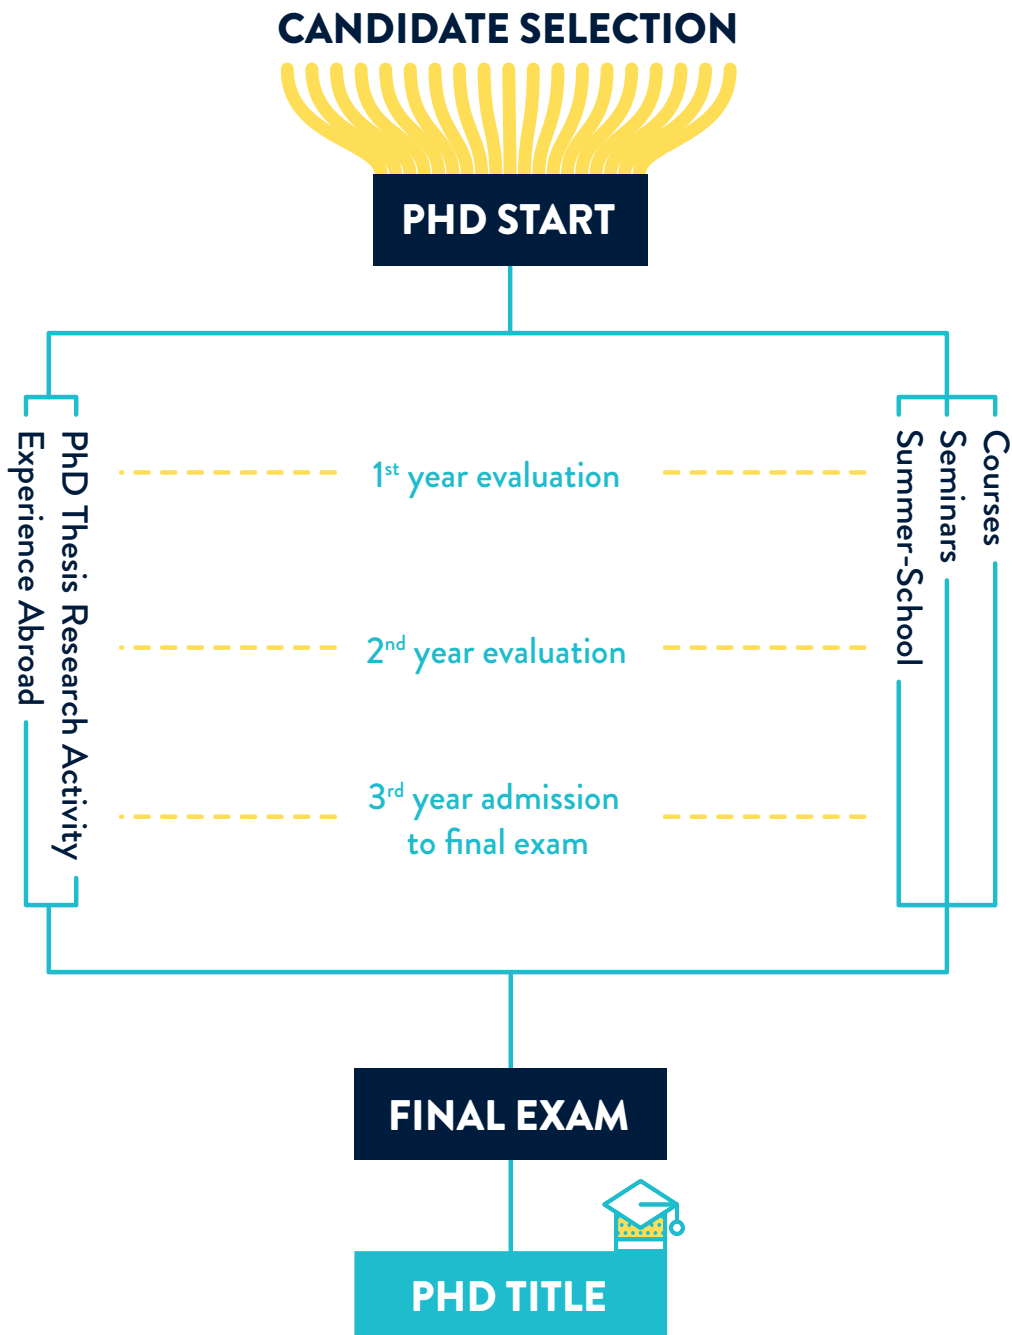 CANDIDATE SELECTION
PHD START
Experience Abroad
PhD Thesis Research Activity
1st year evaluation
2nd year evaluation
3rd year admission
to final exam
Summer-School
Seminars
Courses
FINAL EXAM
PHD TITLE